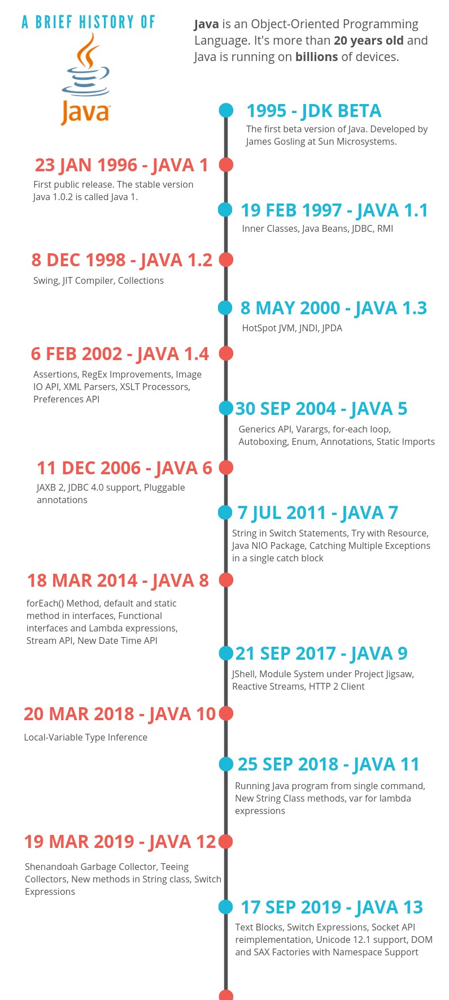 A BRIEF HISTORY OF
Java™
Java is an Object-Oriented Programming
Language. It's more than 20 years old and
Java is running on billions of devices.
1995 - JDK BETA
The first beta version of Java. Developed by
James Gosling at Sun Microsystems.
23 JAN 1996 - JAVA 1
First public release. The stable version
Java 1.0.2 is called Java 1.
19 FEB 1997 - JAVA 1.1
Inner Classes, Java Beans, JDBC, RMI
8 DEC 1998 - JAVA 1.2
Swing, JIT Compiler, Collections
8 MAY 2000 - JAVA 1.3
HotSpot JVM, JNDI, JPDA
6 FEB 2002 - JAVA 1.4
Assertions, RegEx Improvements, Image
IO API, XML Parsers, XSLT Processors,
Preferences API
30 SEP 2004 - JAVA 5
Generics API, Varargs, for-each loop,
Autoboxing, Enum, Annotations, Static Imports
11 DEC 2006 - JAVA 6
JAXB 2, JDBC 4.0 support, Pluggable
annotations
7 JUL 2011 - JAVA 7
String in Switch Statements, Try with Resource,
Java NIO Package, Catching Multiple Exceptions
in a single catch block
18 MAR 2014 - JAVA 8
forEach() Method, default and static
method in interfaces, Functional
interfaces and Lambda expressions,
Stream API, New Date Time API
21 SEP 2017 - JAVA 9
JShell, Module System under Project Jigsaw,
Reactive Streams, HTTP 2 Client
20 MAR 2018 - JAVA 10
Local-Variable Type Inference
25 SEP 2018 - JAVA 11
Running Java program from single command,
New String Class methods, var for lambda
expressions
19 MAR 2019 - JAVA 12
Shenandoah Garbage Collector, Teeing
Collectors, New methods in String class, Switch
Expressions
17 SEP 2019 - JAVA 13
Text Blocks, Switch Expressions, Socket API
reimplementation, Unicode 12.1 support, DOM
and SAX Factories with Namespace Support